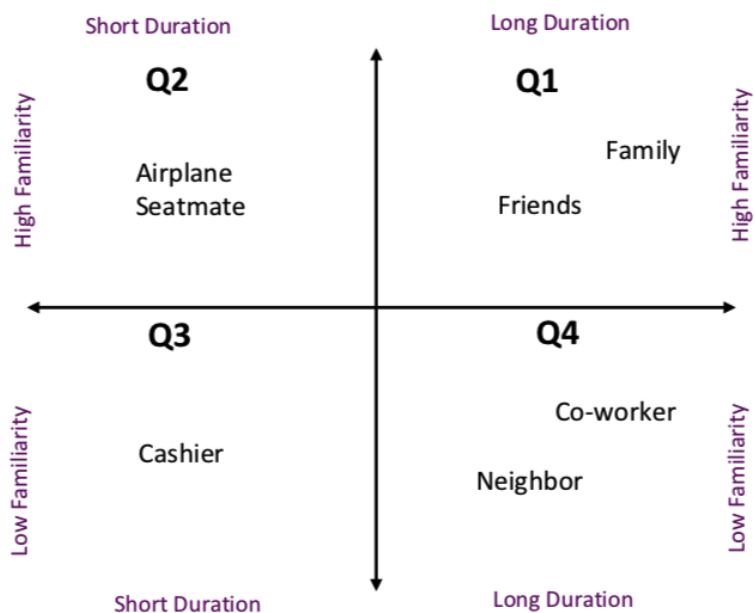 Short Duration
Long Duration
Q2
Q1
High Familiarity
High Familiarity
Family
Airplane
Seatmate
Friends
Q3
Q4
Low Familiarity
Low Familiarity
Co-worker
Cashier
Neighbor
Short Duration
Long Duration